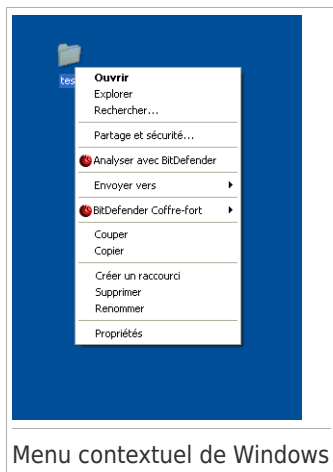 tes
Ouvrir
Explorer
Rechercher...
Partage et sécurité...
Analyser avec BitDefender
Envoyer vers
BitDefender Coffre-fort
Couper
Copier
Créer un raccourci
Supprimer
Renommer
Propriétés
Menu contextuel de Windows